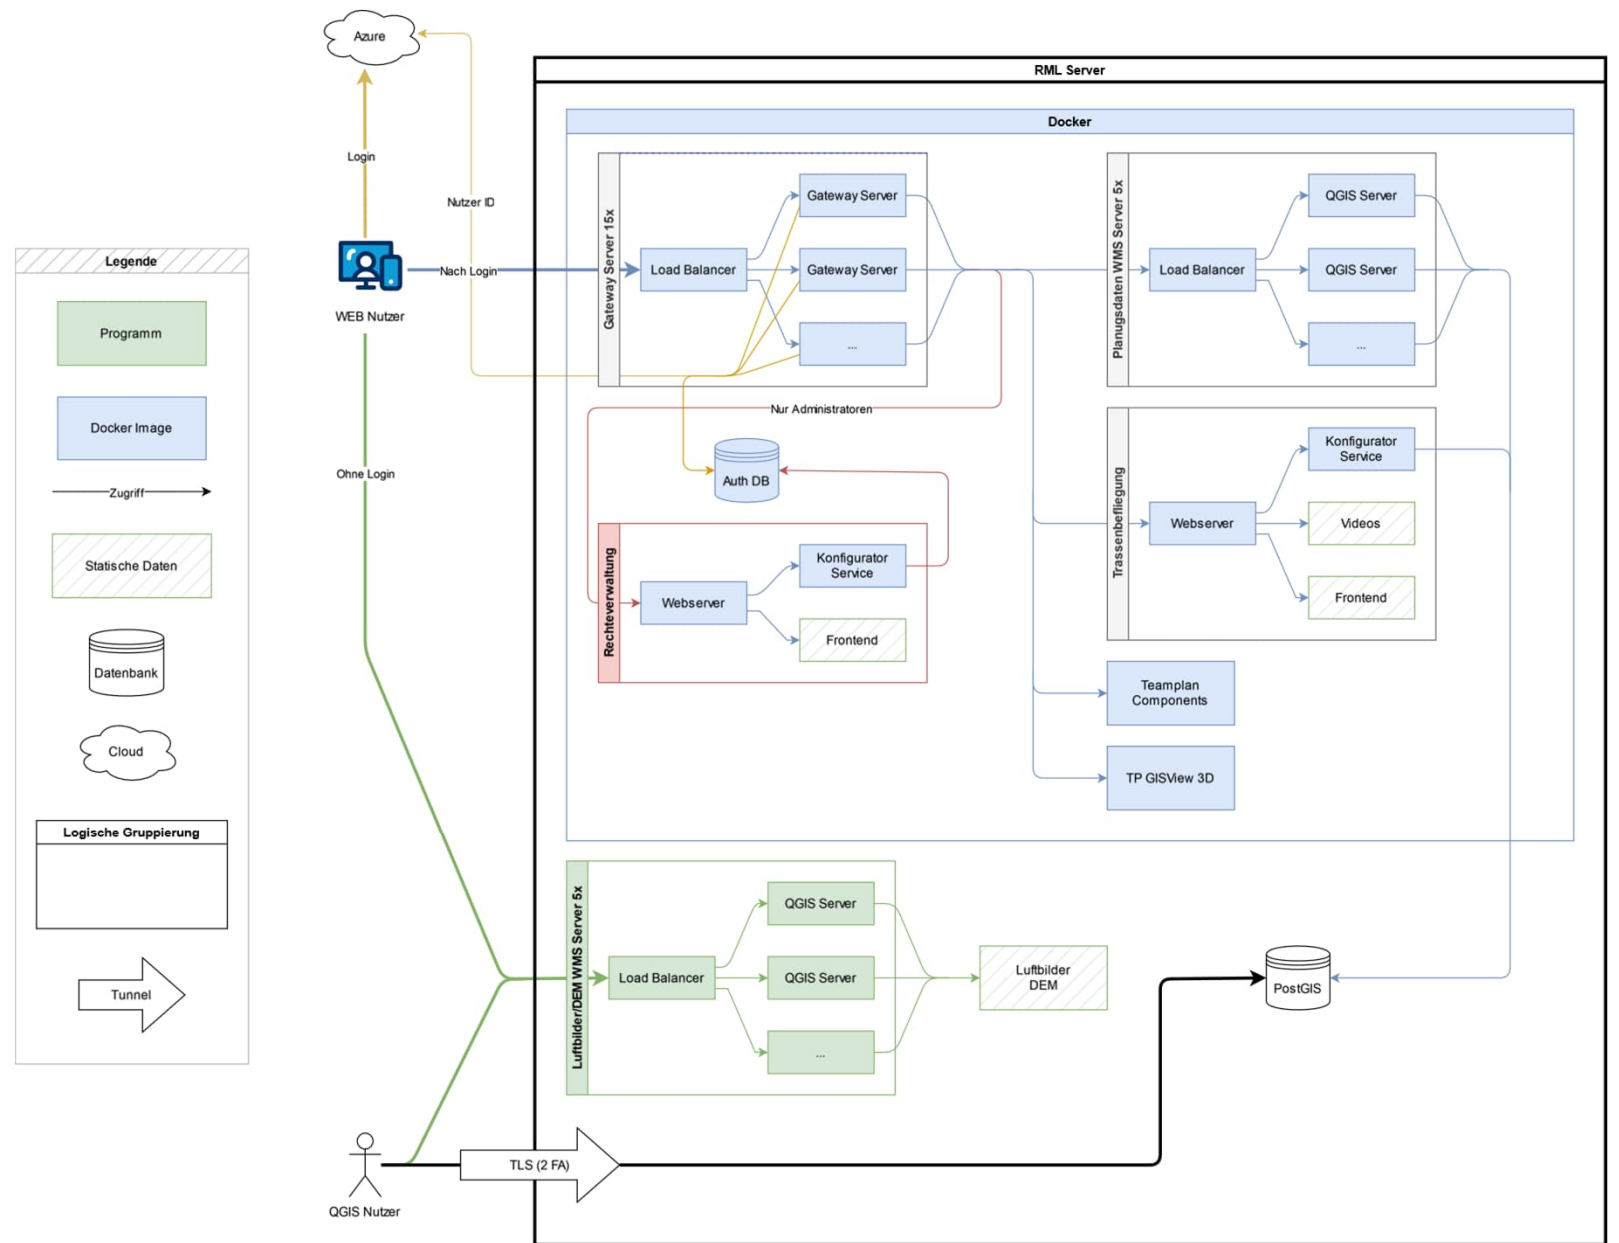 Azure
Login
Nutzer ID
WEB Nutzer
Nach Login
Ohne Login
Legende
Programm
Docker Image
Zugriff
Statische Daten
Datenbank
Cloud
Logische Gruppierung
Tunnel
RML Server
Docker
Gateway Server 15x
Load Balancer
Gateway Server
Gateway Server
...
Planugsdaten WMS Server 5x
Load Balancer
QGIS Server
QGIS Server
...
Nur Administratoren
Auth DB
Rechteverwaltung
Webserver
Konfigurator
Service
Frontend
Trassenbefliegung
Webserver
Konfigurator
Service
Videos
Frontend
Teamplan
Components
TP GISView 3D
Luftbilder/DEM WMS Server 5x
Load Balancer
QGIS Server
QGIS Server
...
Luftbilder
DEM
PostGIS
TLS (2 FA)
QGIS Nutzer